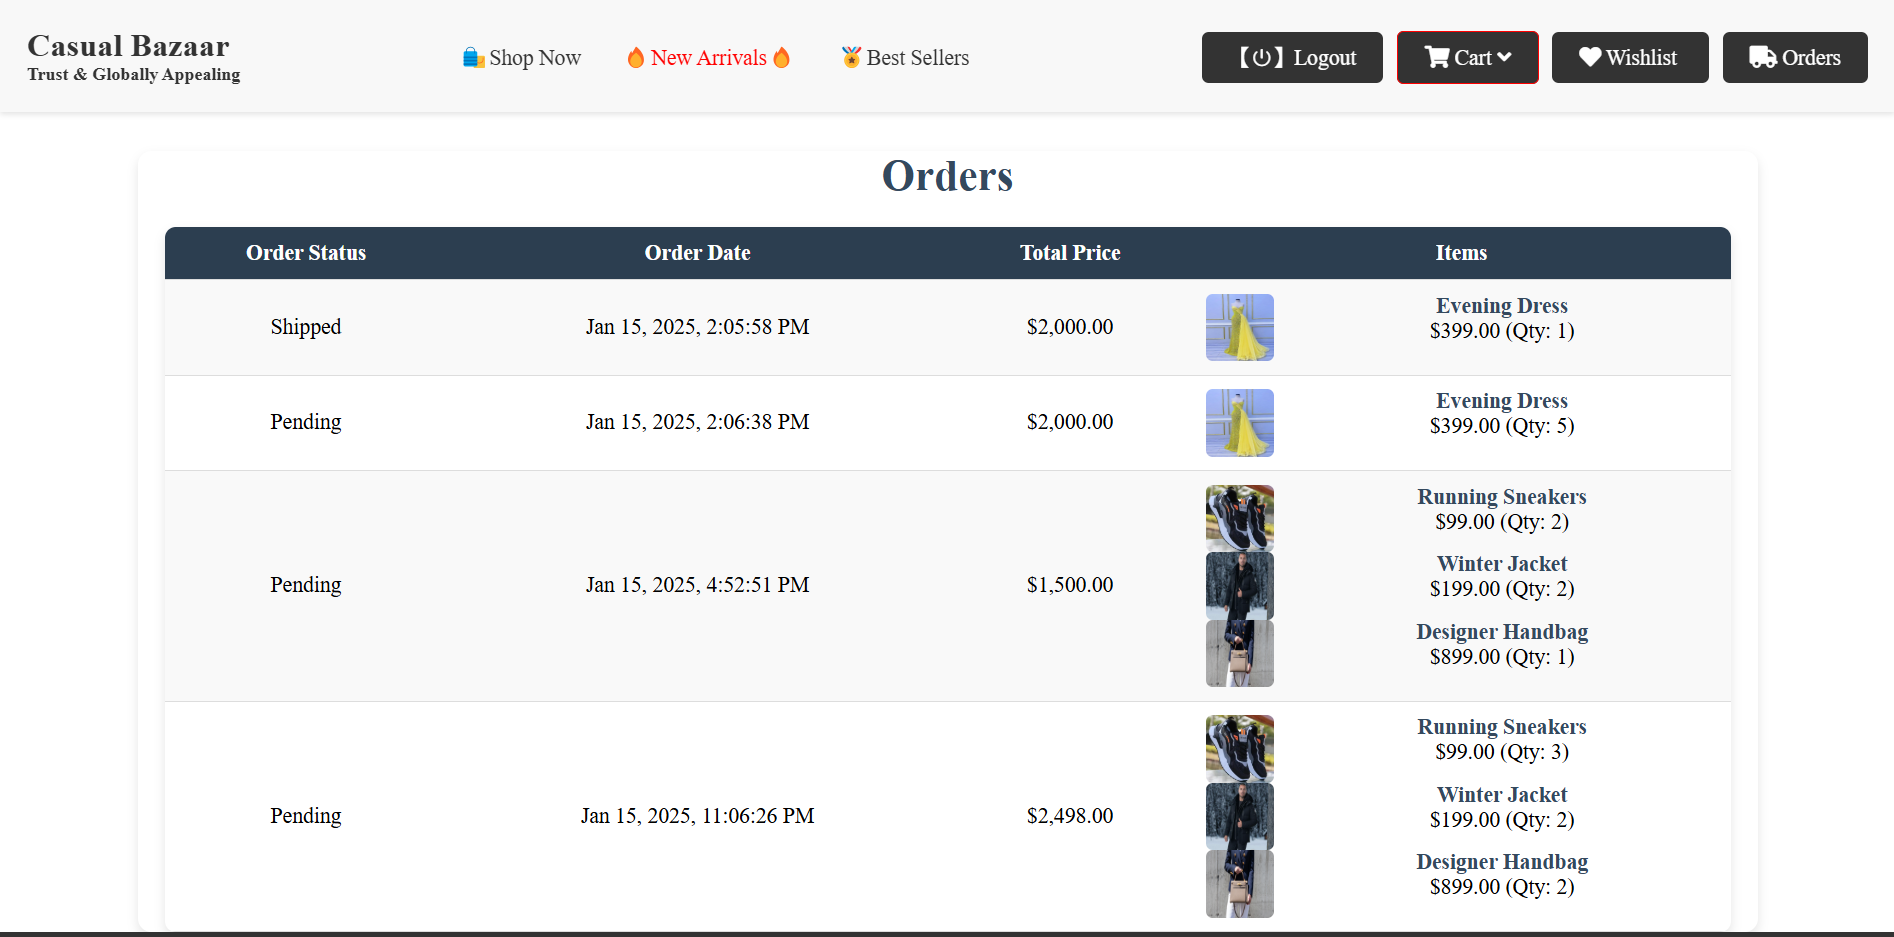 Casual Bazaar
Trust & Globally Appealing
🛍️ Shop Now
🔥 New Arrivals 🔥
🏅 Best Sellers
【⏻】Logout
Cart
Wishlist
Orders
Orders
Order Status Order Date Total Price Items
Shipped Jan 15, 2025, 2:05:58 PM $2,000.00 Evening Dress
$399.00 (Qty: 1)
Pending Jan 15, 2025, 2:06:38 PM $2,000.00 Evening Dress
$399.00 (Qty: 5)
Pending Jan 15, 2025, 4:52:51 PM $1,500.00 Running Sneakers
$99.00 (Qty: 2)
Winter Jacket
$199.00 (Qty: 2)
Designer Handbag
$899.00 (Qty: 1)
Pending Jan 15, 2025, 11:06:26 PM $2,498.00 Running Sneakers
$99.00 (Qty: 3)
Winter Jacket
$199.00 (Qty: 2)
Designer Handbag
$899.00 (Qty: 2)